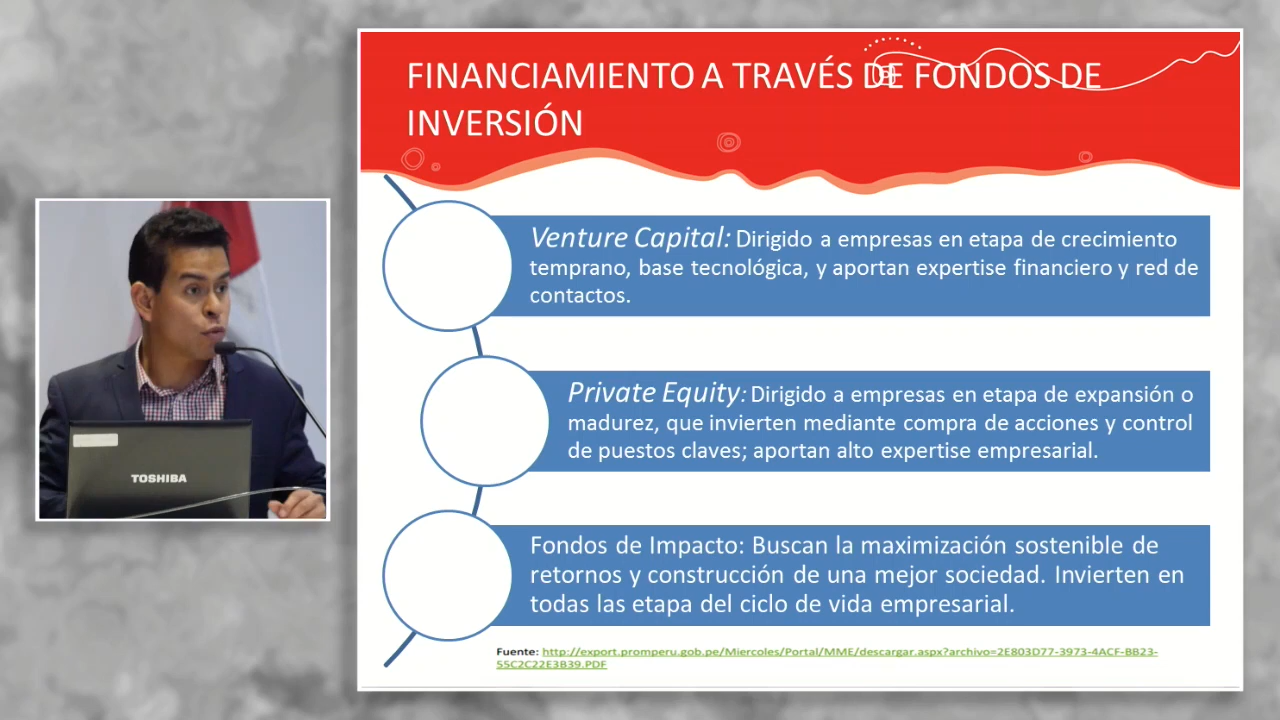 FINANCIAMIENTO A TRAVÉS DE FONDOS DE
INVERSIÓN
Venture Capital: Dirigido a empresas en etapa de crecimiento
temprano, base tecnológica, y aportan expertise financiero y red de
contactos.
Private Equity: Dirigido a empresas en etapa de expansión o
madurez, que invierten mediante compra de acciones y control
de puestos claves; aportan alto expertise empresarial.
Fondos de Impacto: Buscan la maximización sostenible de
retornos y construcción de una mejor sociedad. Invierten en
todas las etapa del ciclo de vida empresarial.
Fuente: http://export.promperu.gob.pe/Miercoles/Portal/MME/descargar.aspx?archivo=2E803D77-3973-4ACF-BB23-
55C2C22E3B39.PDF
TOSHIBA